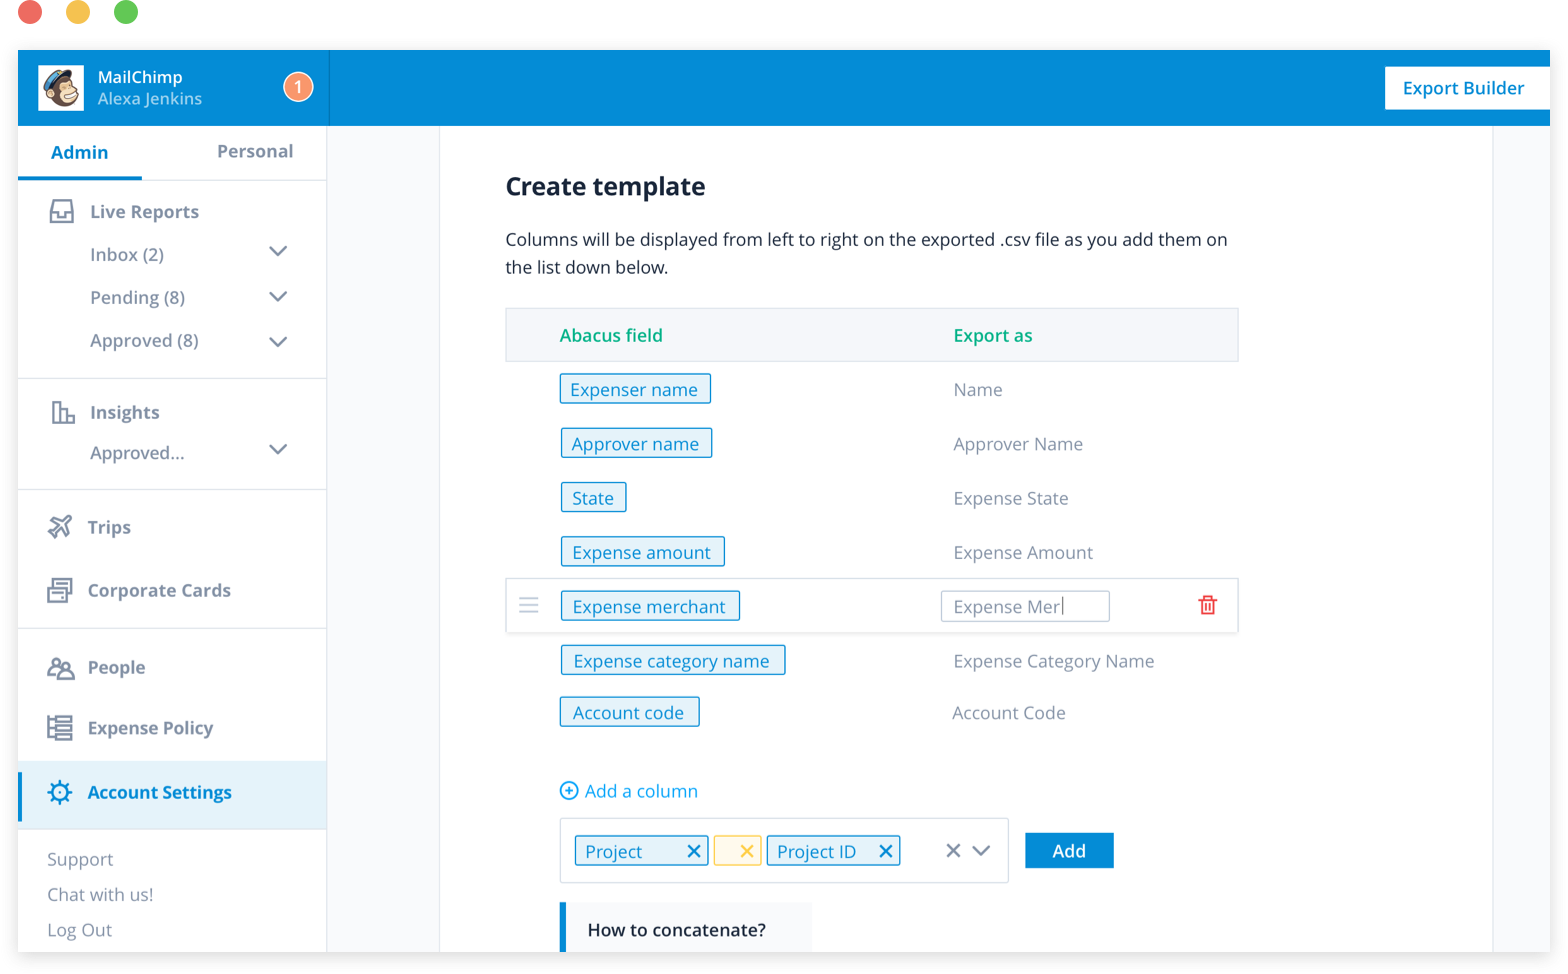 MailChimp
Alexa Jenkins
1
Export Builder
Admin
Personal
Live Reports
Inbox (2)
Pending (8)
Approved (8)
Insights
Approved...
Trips
Corporate Cards
People
Expense Policy
Account Settings
Support
Chat with us!
Log Out
Create template
Columns will be displayed from left to right on the exported .csv file as you add them on
the list down below.
Abacus field Export as
Expenser name Name
Approver name Approver Name
State Expense State
Expense amount Expense Amount
Expense merchant Expense Mer
Expense category name Expense Category Name
Account code Account Code
Add a column
Project Project ID Add
How to concatenate?